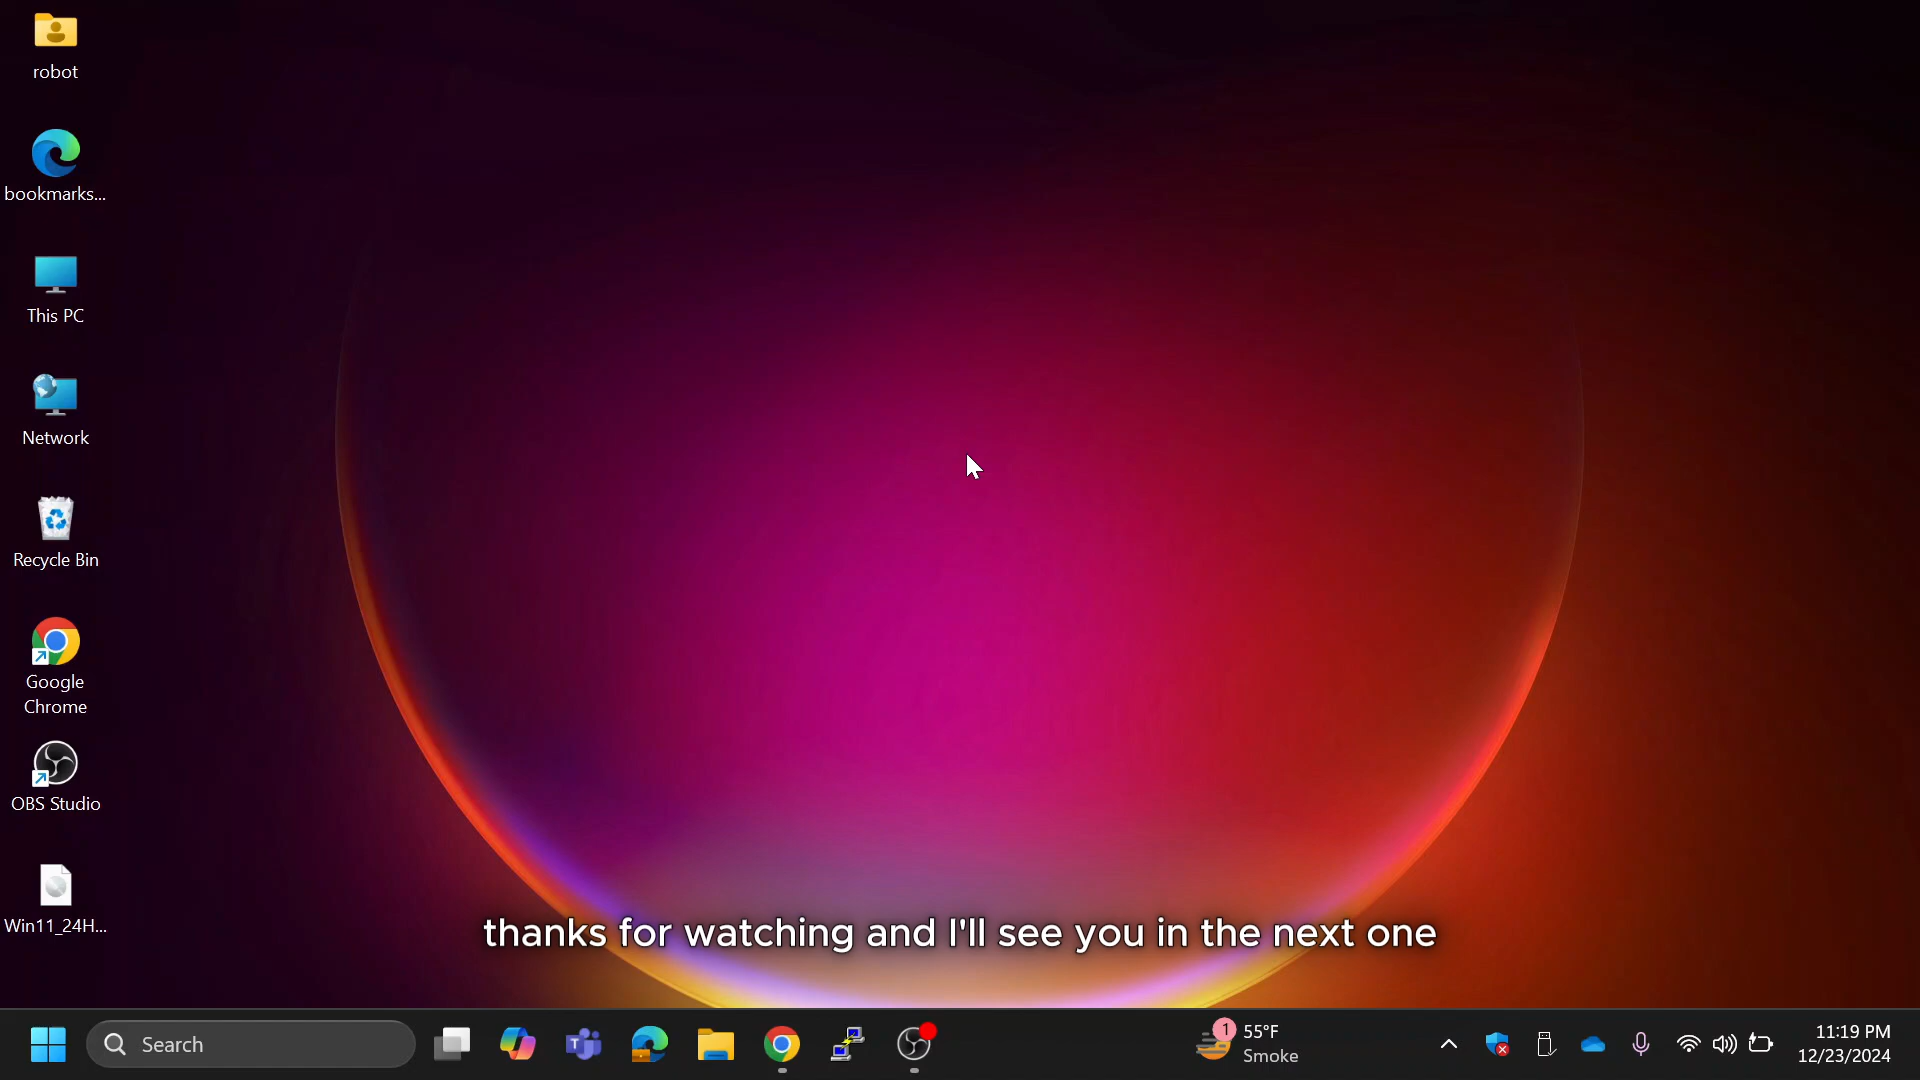 robot
bookmarks...
This PC
Network
Recycle Bin
Google
Chrome
OBS Studio
Win11_24H...
thanks for watching and I'll see you in the next one
Search
1
55°F
Smoke
11:19 PM
12/23/2024